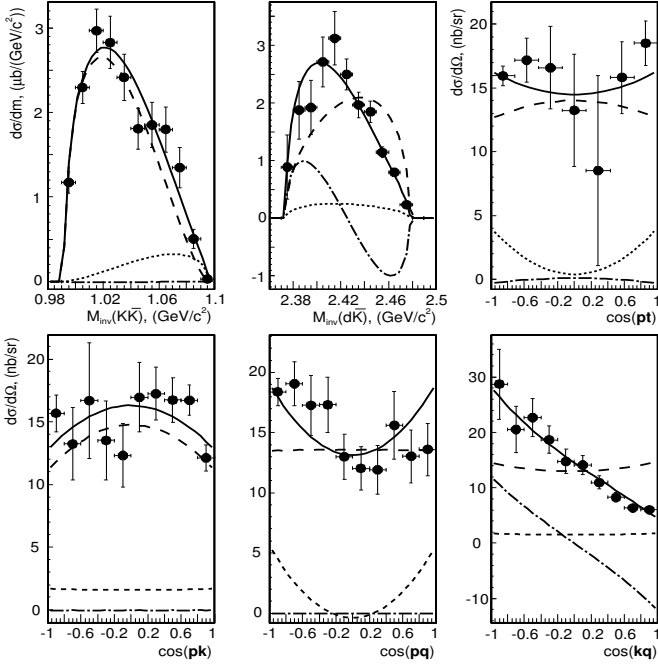 dσ/dm, (μb/(GeV/c²))
3
2
1
0
0.98 1.02 1.06 1.1
M_inv(KK̅), (GeV/c²)
3
2
1
0
-1
2.38 2.42 2.46 2.5
M_inv(dK̅), (GeV/c²)
dσ/dΩ, (nb/sr)
20
15
10
5
0
-1 -0.6 -0.2 0.2 0.6 1
cos(pt)
dσ/dΩ, (nb/sr)
20
15
10
5
0
-1 -0.6 -0.2 0.2 0.6 1
cos(pk)
20
15
10
5
0
-1 -0.6 -0.2 0.2 0.6 1
cos(pq)
dσ/dΩ, (nb/sr)
30
20
10
0
-10
-1 -0.6 -0.2 0.2 0.6 1
cos(kq)